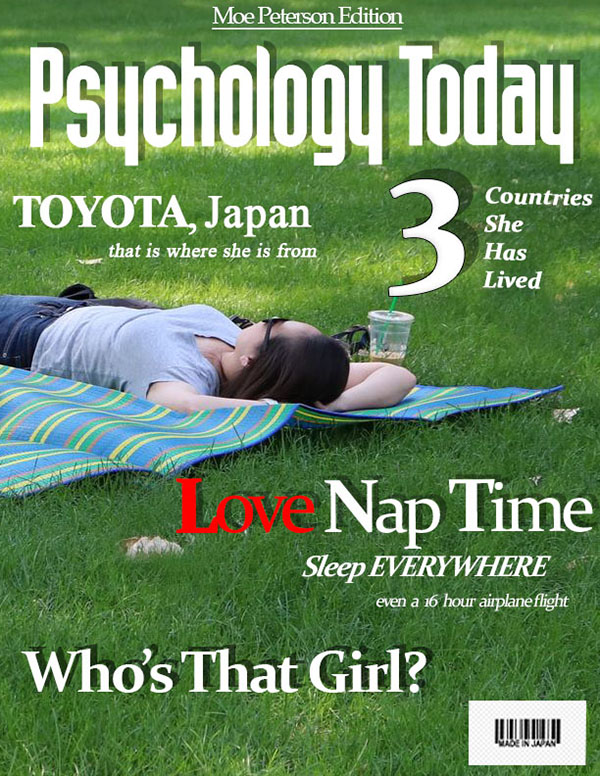 Moe Peterson Edition
Psychology Today
TOYOTA, Japan
that is where she is from
3
Countries
She
Has
Lived
Love Nap Time
Sleep EVERYWHERE
even a 16 hour airplane flight
Who's That Girl?
MADE IN JAPAN